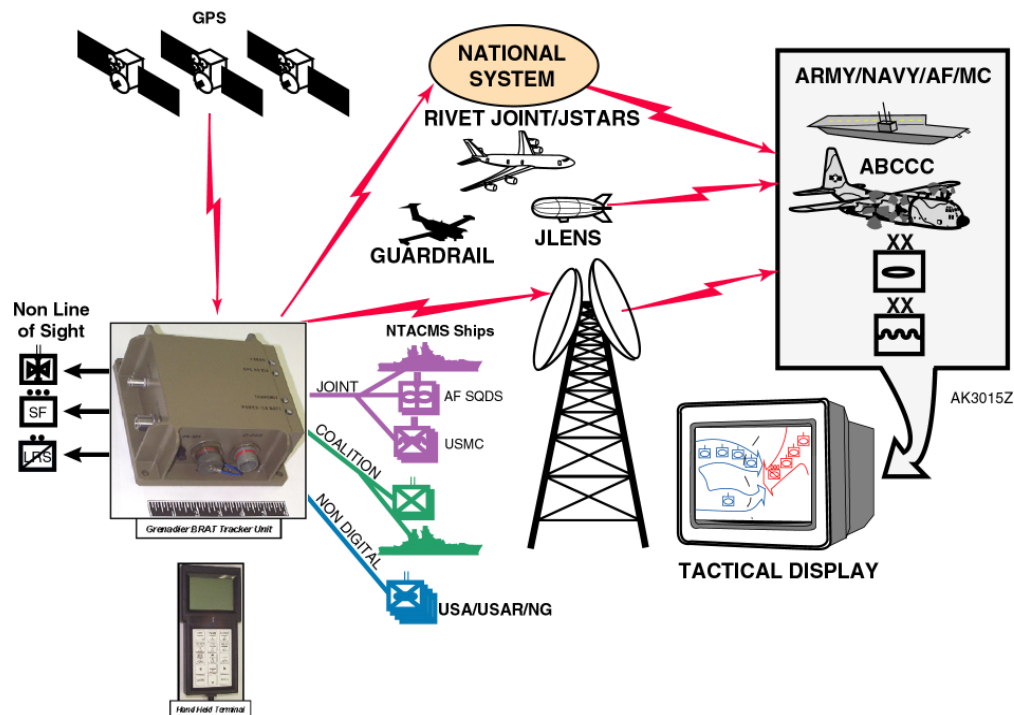 GPS
NATIONAL
SYSTEM
ARMY/NAVY/AF/MC
RIVET JOINT/JSTARS
ABCCC
GUARDRAIL
JLENS
XX
XX
Non Line
of Sight
SF
LRS
NTACMS Ships
JOINT
AF SQDS
USMC
COALITION
NON DIGITAL
USA/USAR/NG
Grenadier BRAT Tracker Unit
Hand Held Terminal
AK3015Z
TACTICAL DISPLAY